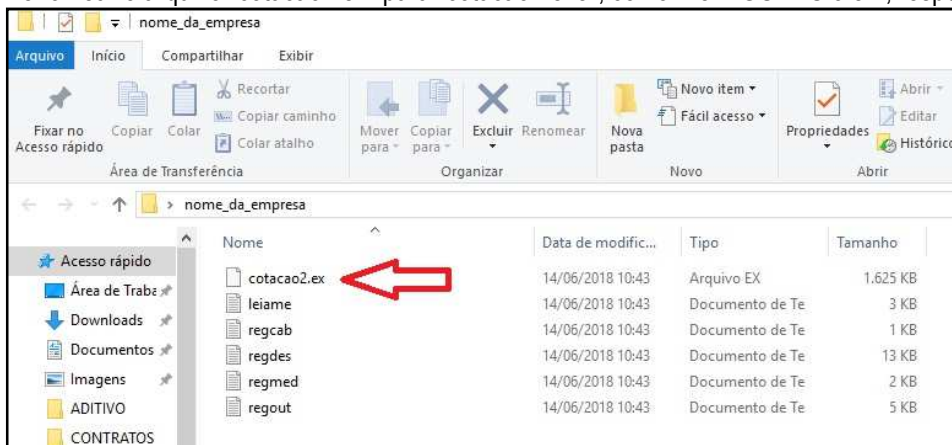 nome_da_empresa
Arquivo Início Compartilhar Exibir
Fixar no Acesso rápido
Copiar
Colar
Recortar
Copiar caminho
Colar atalho
Área de Transferência
Mover para
Copiar para
Excluir
Renomear
Organizar
Nova pasta
Novo item
Fácil acesso
Novo
Propriedades
Abrir
Editar
Histórico
Abrir
nome_da_empresa
Acesso rápido
Área de Traba
Downloads
Documentos
Imagens
ADITIVO
CONTRATOS
Nome Data de modific... Tipo Tamanho
cotacao2.ex 14/06/2018 10:43 Arquivo EX 1.625 KB
leiame 14/06/2018 10:43 Documento de Te 3 KB
regcab 14/06/2018 10:43 Documento de Te 1 KB
regdes 14/06/2018 10:43 Documento de Te 13 KB
regmed 14/06/2018 10:43 Documento de Te 2 KB
regout 14/06/2018 10:43 Documento de Te 5 KB